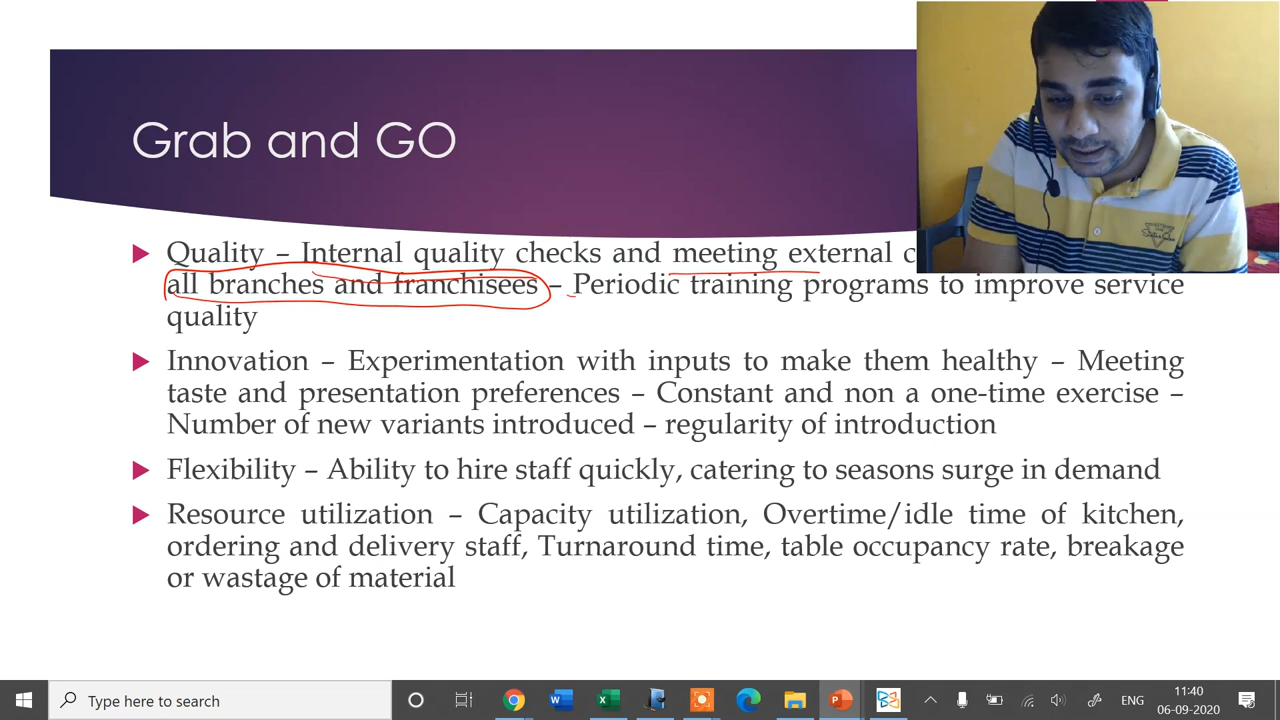 Grab and GO
Quality – Internal quality checks and meeting external
all branches and franchisees – Periodic training programs to improve service
quality
Innovation – Experimentation with inputs to make them healthy – Meeting
taste and presentation preferences – Constant and non a one-time exercise –
Number of new variants introduced – regularity of introduction
Flexibility – Ability to hire staff quickly, catering to seasons surge in demand
Resource utilization – Capacity utilization, Overtime/idle time of kitchen,
ordering and delivery staff, Turnaround time, table occupancy rate, breakage
or wastage of material
Type here to search
ENG
11:40
06-09-2020